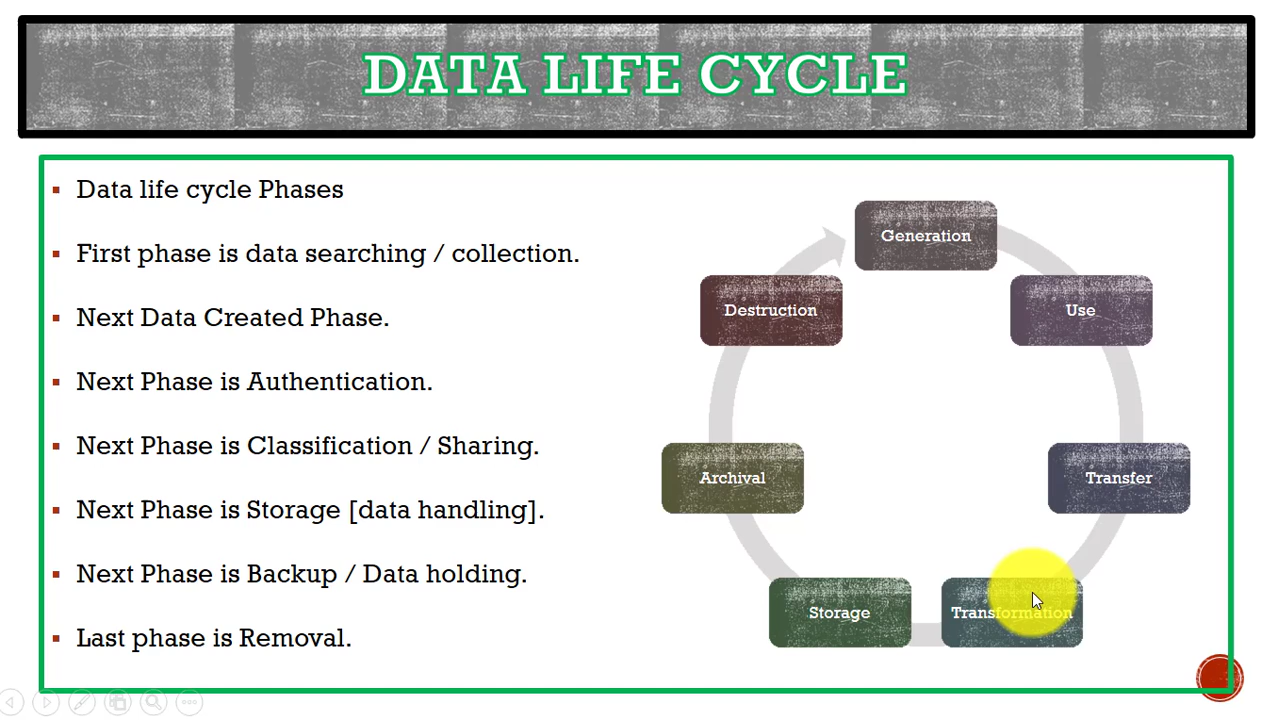 DATA LIFE CYCLE
Data life cycle Phases
First phase is data searching / collection.
Next Data Created Phase.
Next Phase is Authentication.
Next Phase is Classification / Sharing.
Next Phase is Storage [data handling].
Next Phase is Backup / Data holding.
Last phase is Removal.
Generation
Use
Transfer
Transformation
Storage
Archival
Destruction